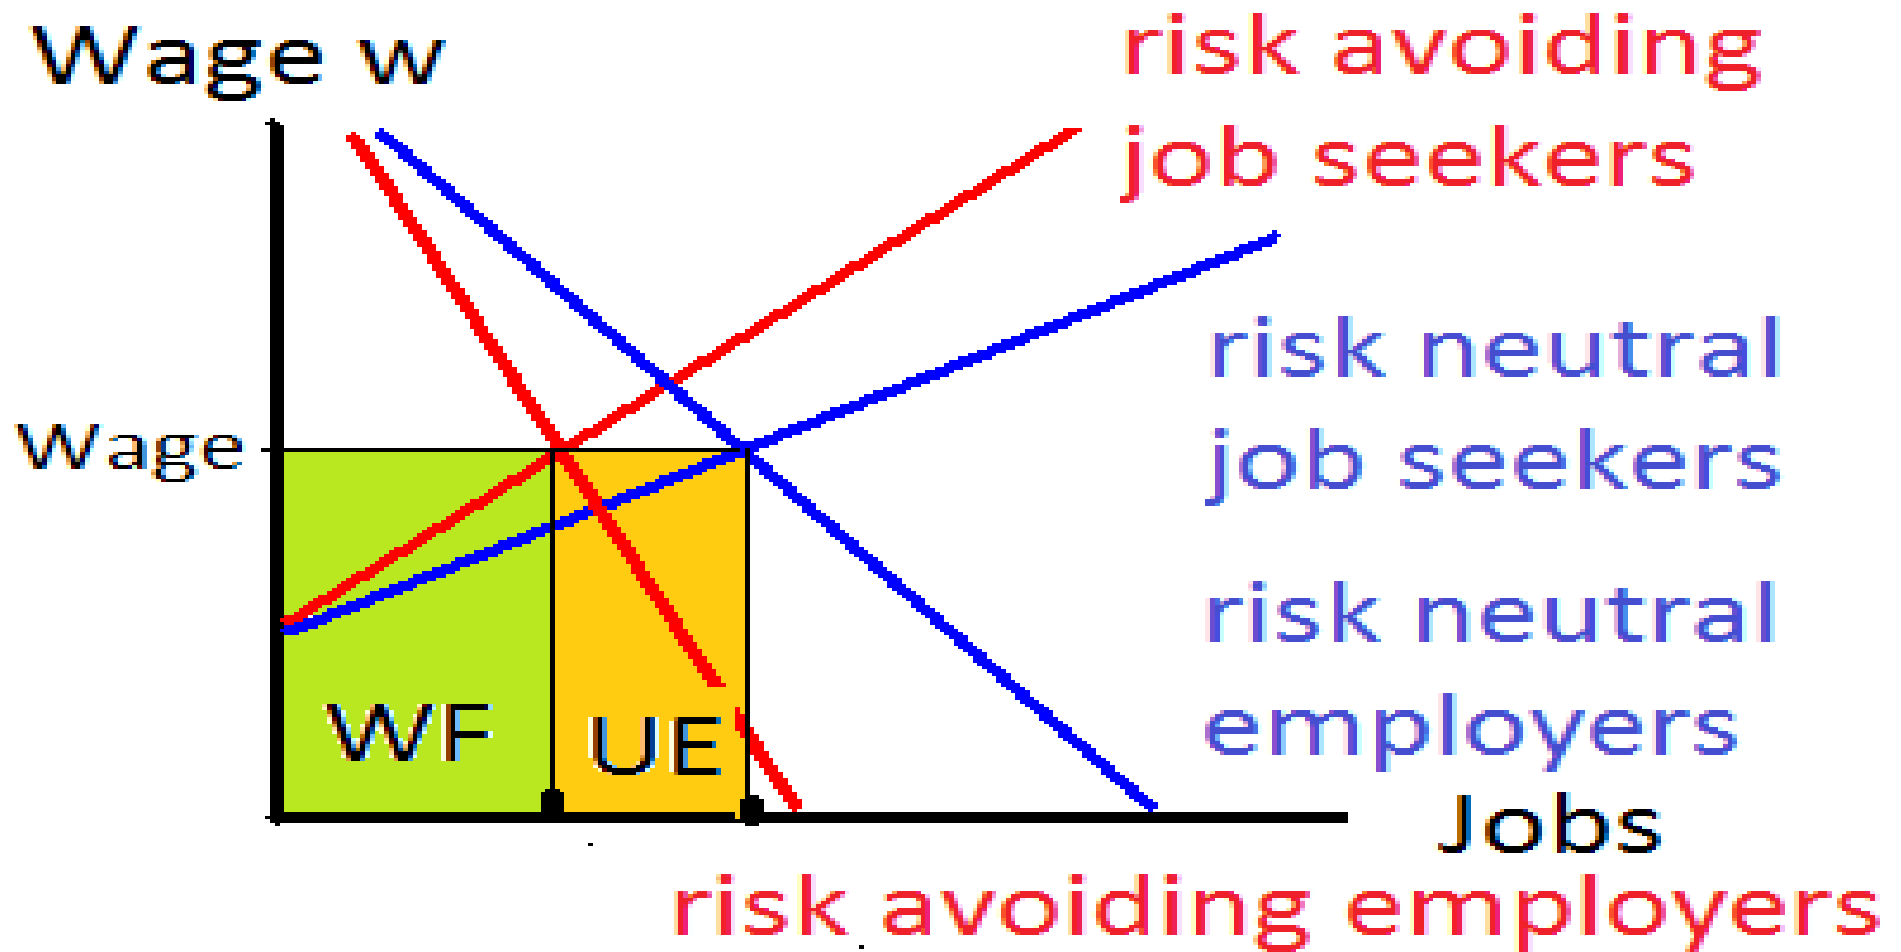 Wage w
risk avoiding
job seekers
risk neutral
job seekers
Wage
risk neutral
employers
WF
UE
Jobs
risk avoiding employers